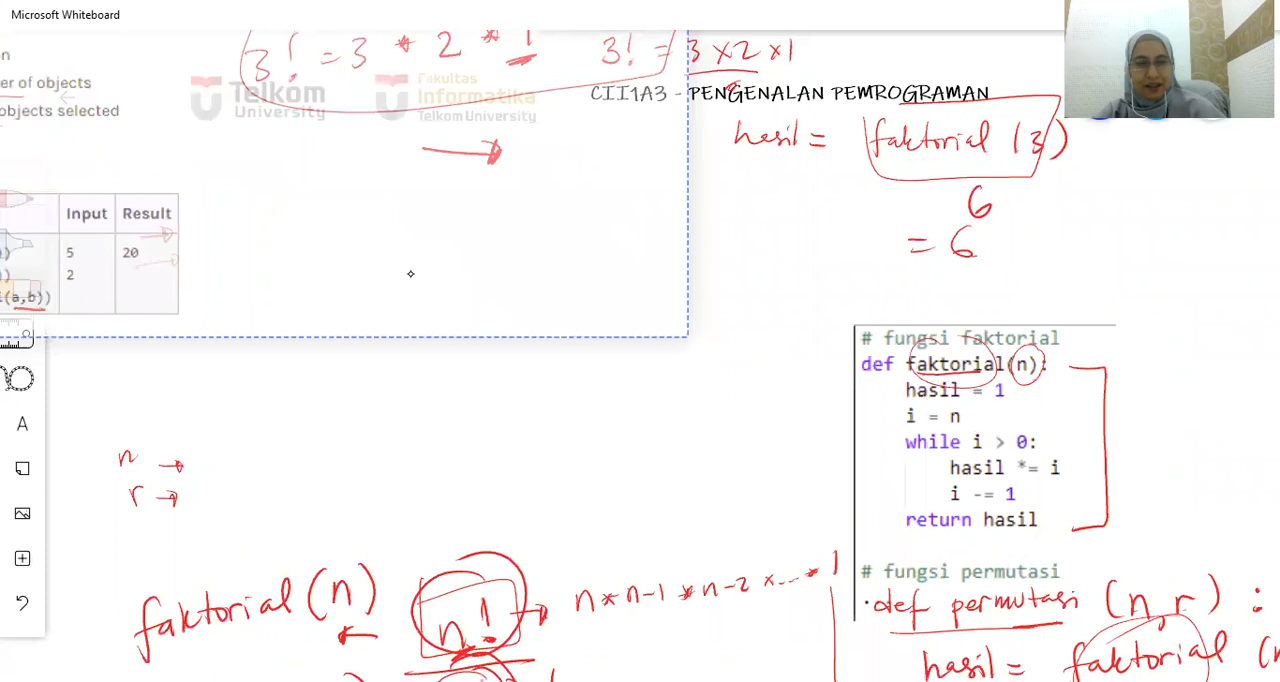 Microsoft Whiteboard
3! = 3 * 2 * 1
3! = 3 × 2 × 1
n
er of objects
objects selected
Telkom
University
Fakultas
Informatika
Telkom University
CII1A3 - PENGENALAN PEMROGRAMAN
hasil = faktorial (3)
6
= 6
Input Result
) 5 20
) 2
(a,b))
# fungsi faktorial
def faktorial(n):
hasil = 1
i = n
while i > 0:
hasil *= i
i -= 1
return hasil
A
n →
r →
faktorial (n)
n! → n * n-1 * n-2 * ... * 1
# fungsi permutasi
def permutasi (n, r) :
hasil = faktorial (n